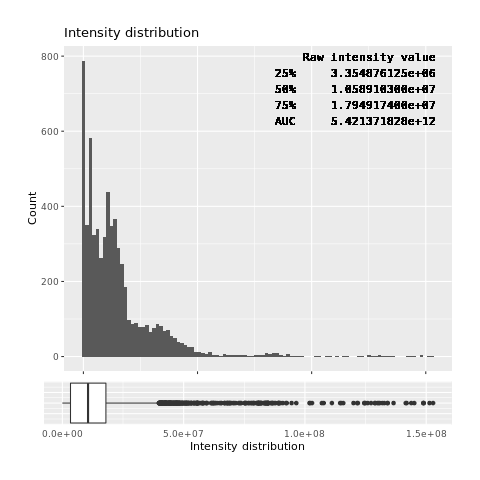 Intensity distribution
800
600
400
200
0
Count
Raw intensity value
25% 3.354876125e+06
50% 1.058910300e+07
75% 1.794917400e+07
AUC 5.421371828e+12
0.0e+00 5.0e+07 1.0e+08 1.5e+08
Intensity distribution